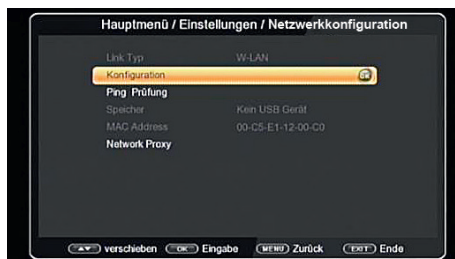 Hauptmenü / Einstellungen / Netzwerkkonfiguration
Link Typ W-LAN
Konfiguration OK
Ping Prüfung
Speicher Kein USB Gerät
MAC Address 00-C5-E1-12-00-C0
Network Proxy
▲▼ verschieben OK Eingabe MENU Zurück EXIT Ende